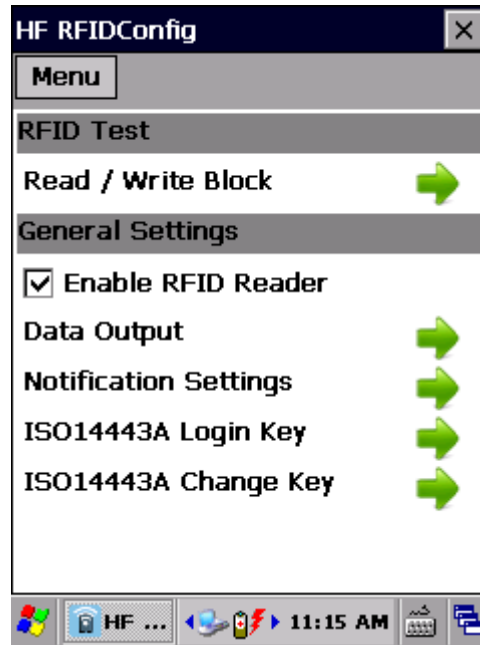 HF RFIDConfig
Menu
RFID Test
Read / Write Block
General Settings
Enable RFID Reader
Data Output
Notification Settings
ISO14443A Login Key
ISO14443A Change Key
HF ... 11:15 AM